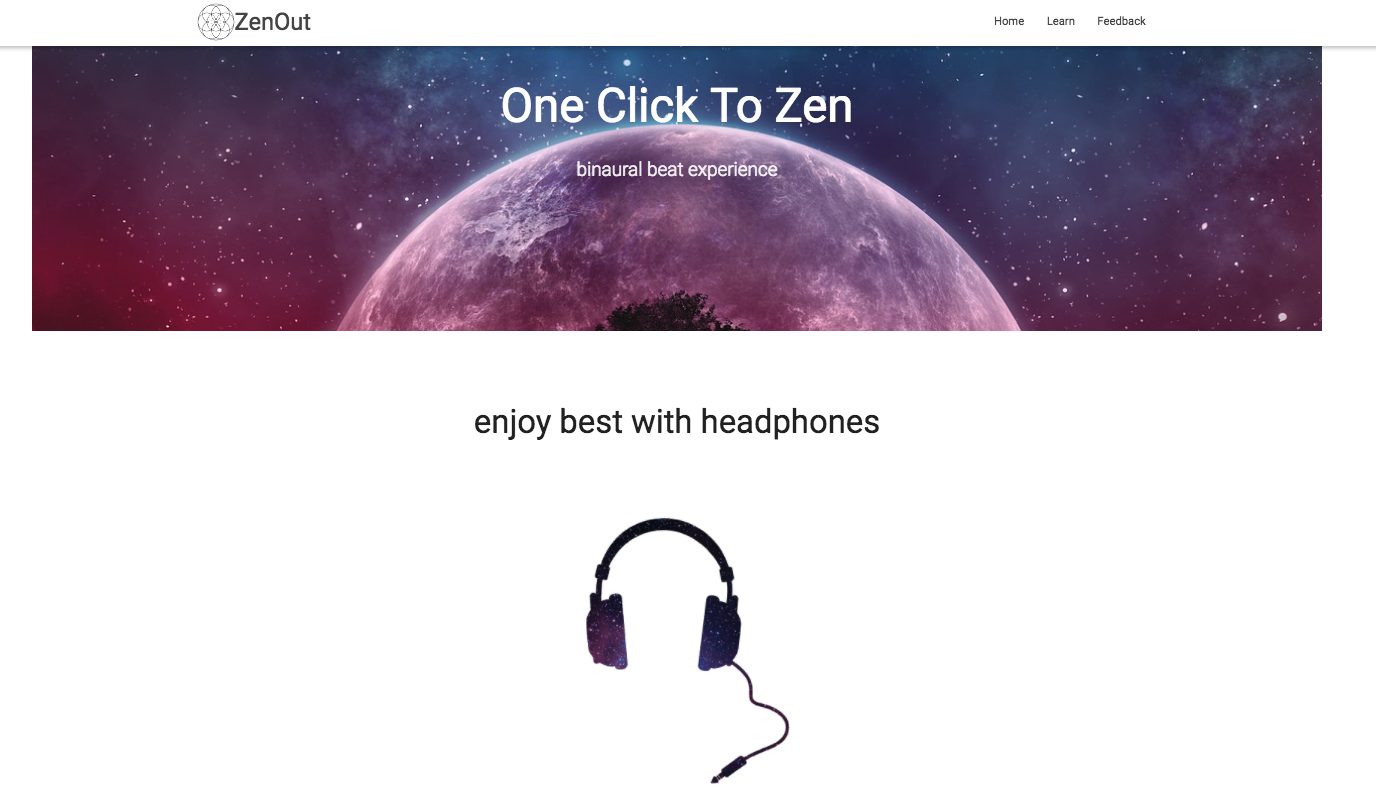 ZenOut
Home Learn Feedback
One Click To Zen
binaural beat experience
enjoy best with headphones